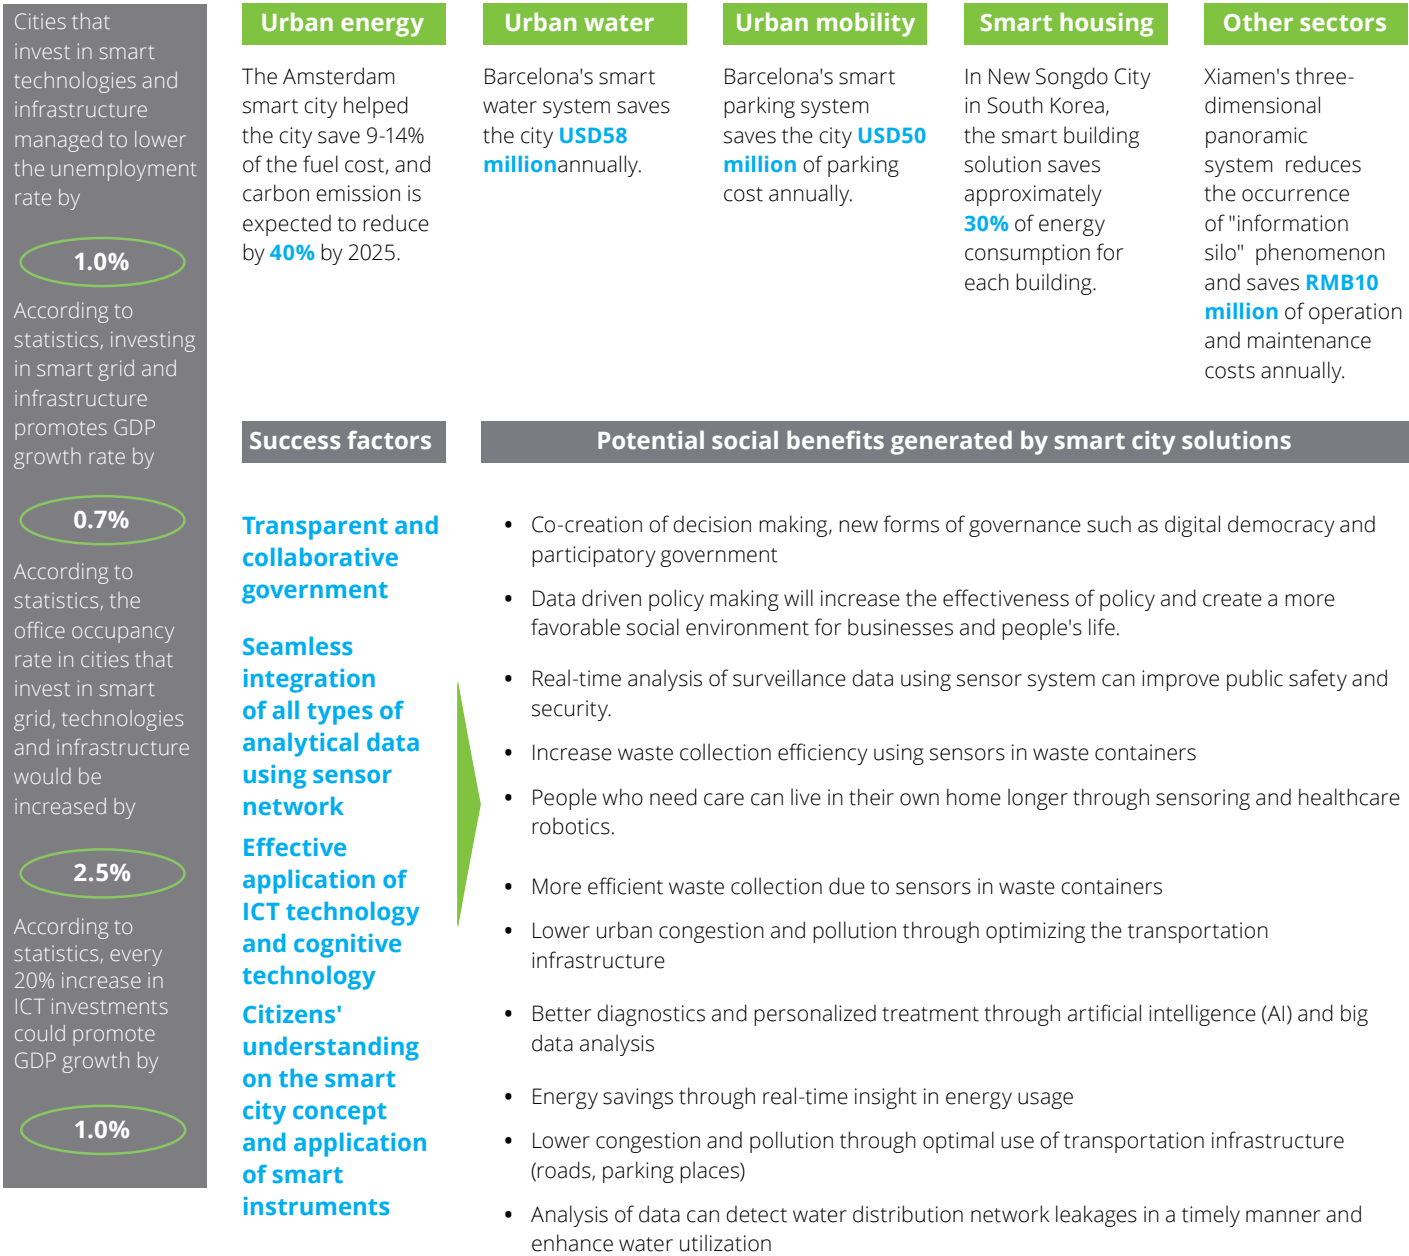 Cities that
invest in smart
technologies and
infrastructure
managed to lower
the unemployment
rate by
1.0%
According to
statistics, investing
in smart grid and
infrastructure
promotes GDP
growth rate by
0.7%
According to
statistics, the
office occupancy
rate in cities that
invest in smart
grid, technologies
and infrastructure
would be
increased by
2.5%
According to
statistics, every
20% increase in
ICT investments
could promote
GDP growth by
1.0%
Urban energy
The Amsterdam
smart city helped
the city save 9-14%
of the fuel cost, and
carbon emission is
expected to reduce
by 40% by 2025.
Urban water
Barcelona's smart
water system saves
the city USD58
millionannually.
Urban mobility
Barcelona's smart
parking system
saves the city USD50
million of parking
cost annually.
Smart housing
In New Songdo City
in South Korea,
the smart building
solution saves
approximately
30% of energy
consumption for
each building.
Other sectors
Xiamen's three-
dimensional
panoramic
system  reduces
the occurrence
of "information
silo"  phenomenon
and saves RMB10
million of operation
and maintenance
costs annually.
Success factors
Transparent and
collaborative
government
Seamless
integration
of all types of
analytical data
using sensor
network
Effective
application of
ICT technology
and cognitive
technology
Citizens'
understanding
on the smart
city concept
and application
of smart
instruments
Potential social benefits generated by smart city solutions
• Co-creation of decision making, new forms of governance such as digital democracy and
participatory government
• Data driven policy making will increase the effectiveness of policy and create a more
favorable social environment for businesses and people's life.
• Real-time analysis of surveillance data using sensor system can improve public safety and
security.
• Increase waste collection efficiency using sensors in waste containers
• People who need care can live in their own home longer through sensoring and healthcare
robotics.
• More efficient waste collection due to sensors in waste containers
• Lower urban congestion and pollution through optimizing the transportation
infrastructure
• Better diagnostics and personalized treatment through artificial intelligence (AI) and big
data analysis
• Energy savings through real-time insight in energy usage
• Lower congestion and pollution through optimal use of transportation infrastructure
(roads, parking places)
• Analysis of data can detect water distribution network leakages in a timely manner and
enhance water utilization